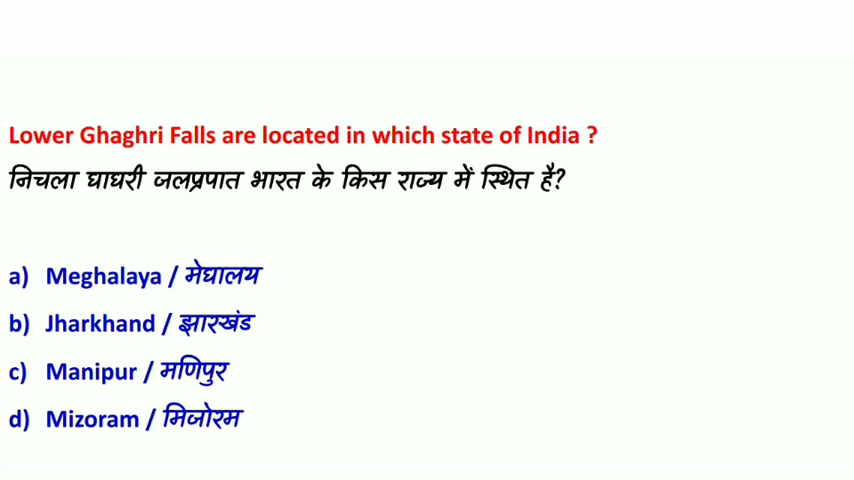 Lower Ghaghri Falls are located in which state of India ?
निचला घाघरी जलप्रपात भारत के किस राज्य में स्थित है?
a) Meghalaya / मेघालय
b) Jharkhand / झारखंड
c) Manipur / मणिपुर
d) Mizoram / मिजोरम